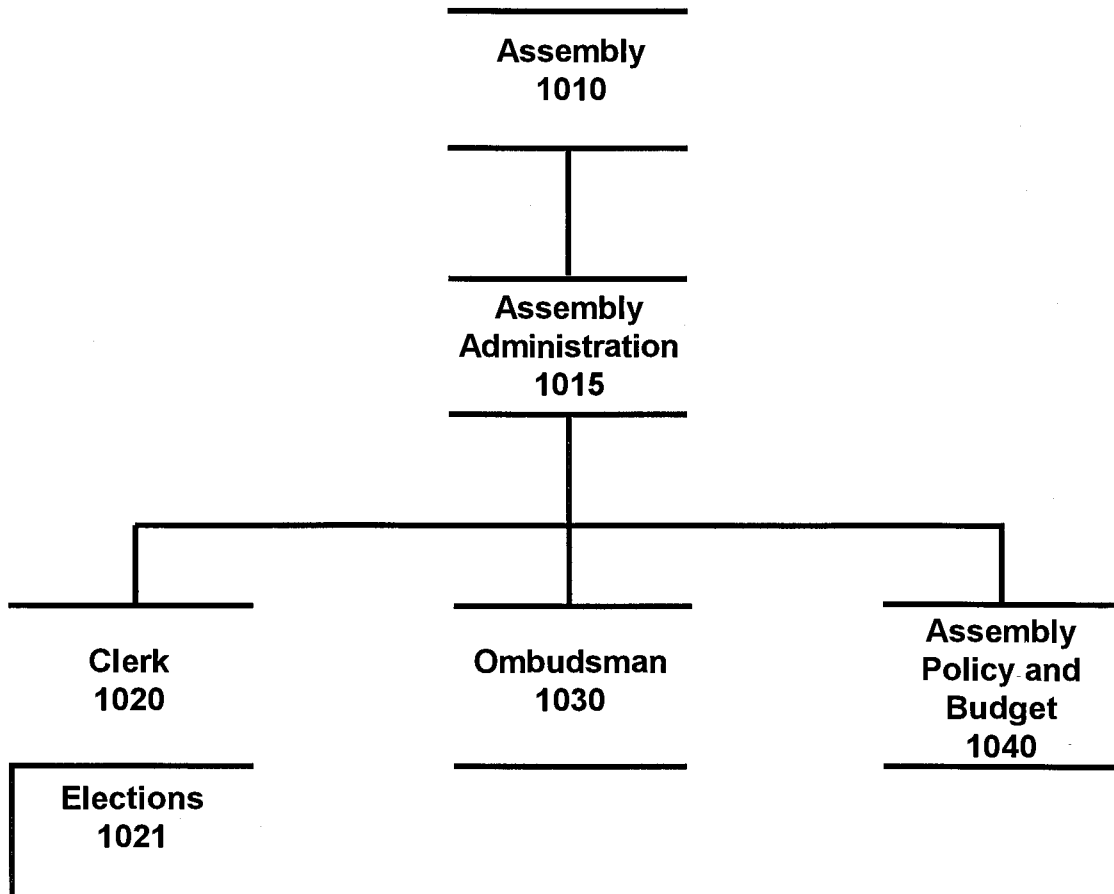 Assembly
1010
Assembly
Administration
1015
Clerk
1020
Elections
1021
Ombudsman
1030
Assembly
Policy and
Budget
1040